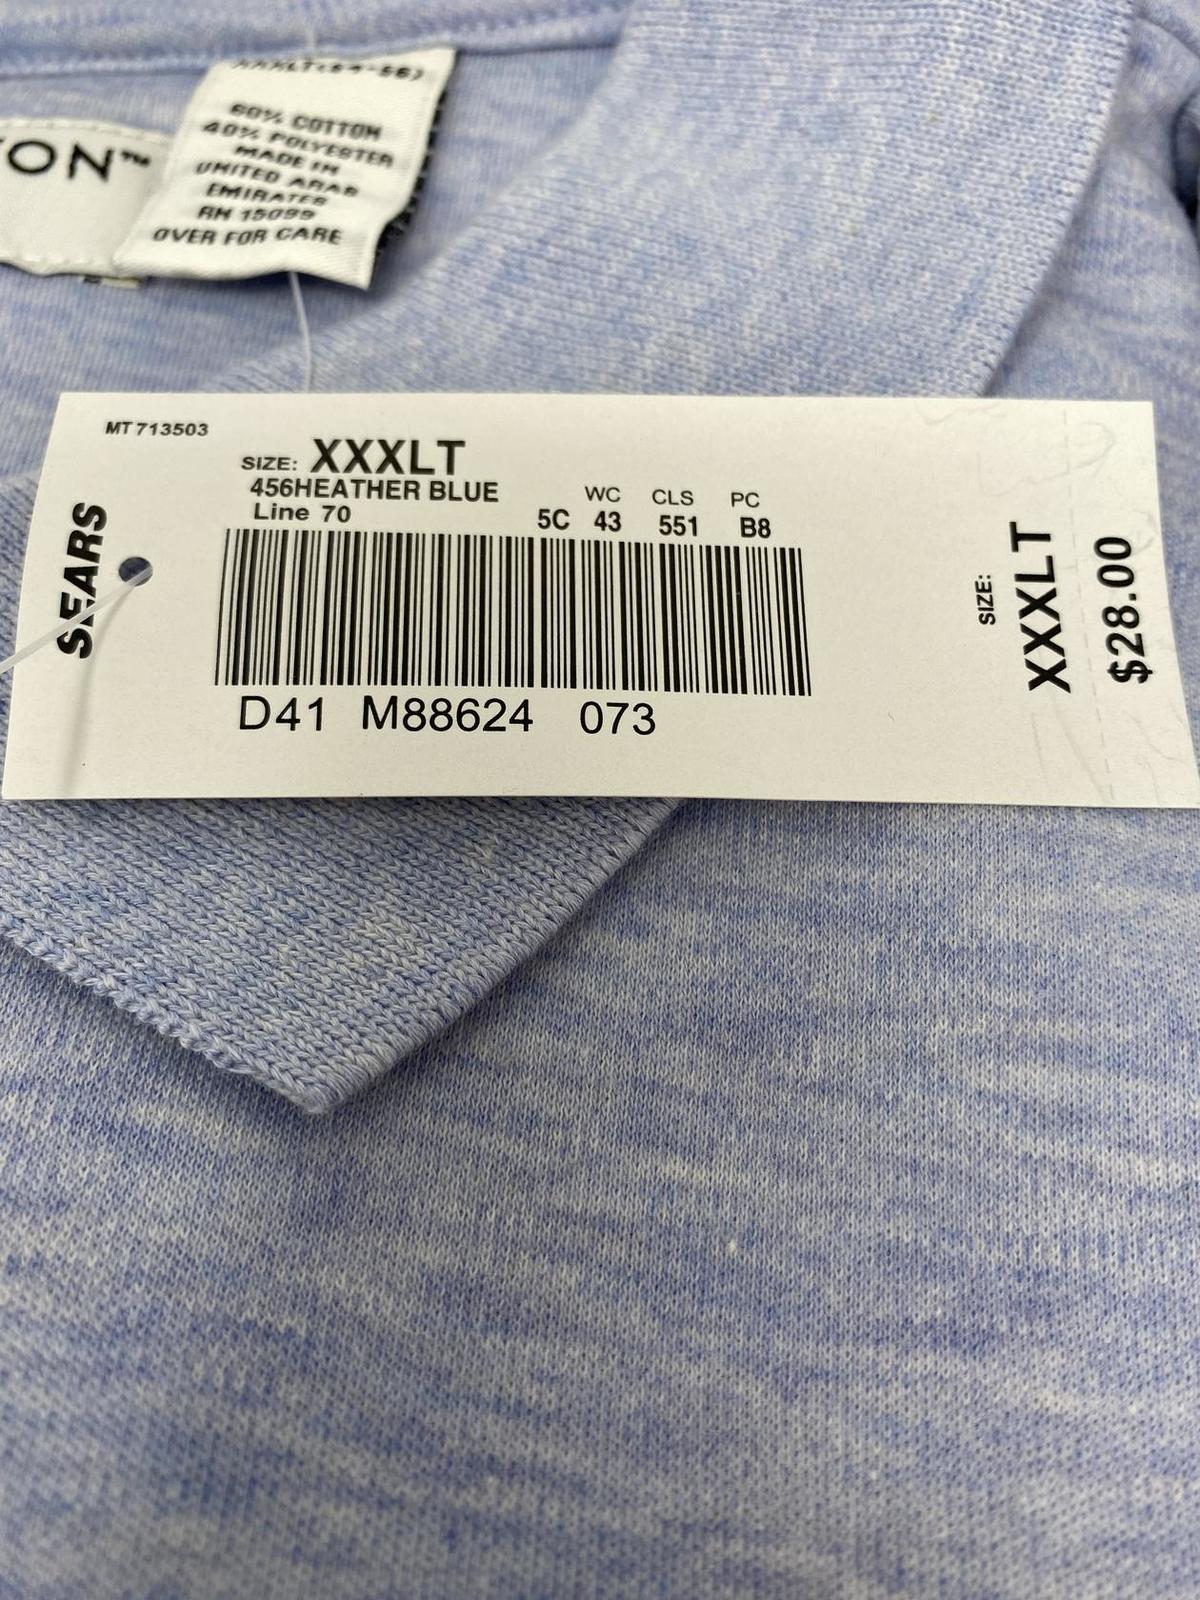 XXXLT(54-56)
60% COTTON
40% POLYESTER
MADE IN
UNITED ARAB
EMIRATES
RN 15099
OVER FOR CARE
TON™
MT 713503
SIZE: XXXLT
456HEATHER BLUE
Line 70
WC CLS PC
5C 43 551 B8
SEARS
D41 M88624 073
SIZE:
XXXLT
$28.00